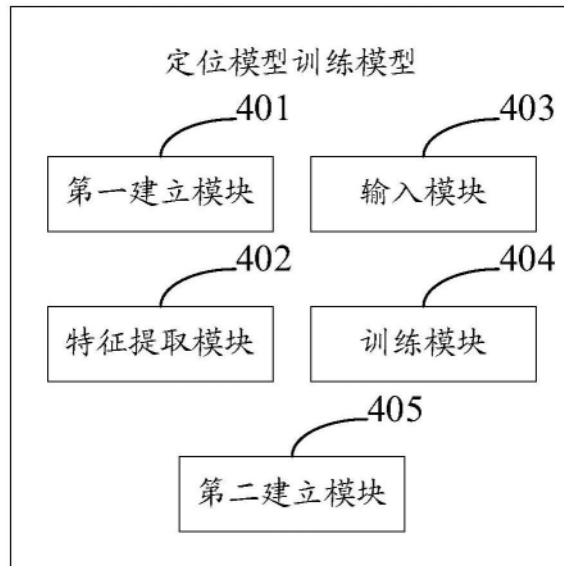 定位模型训练模型
401
403
第一建立模块
输入模块
402
404
特征提取模块
训练模块
405
第二建立模块